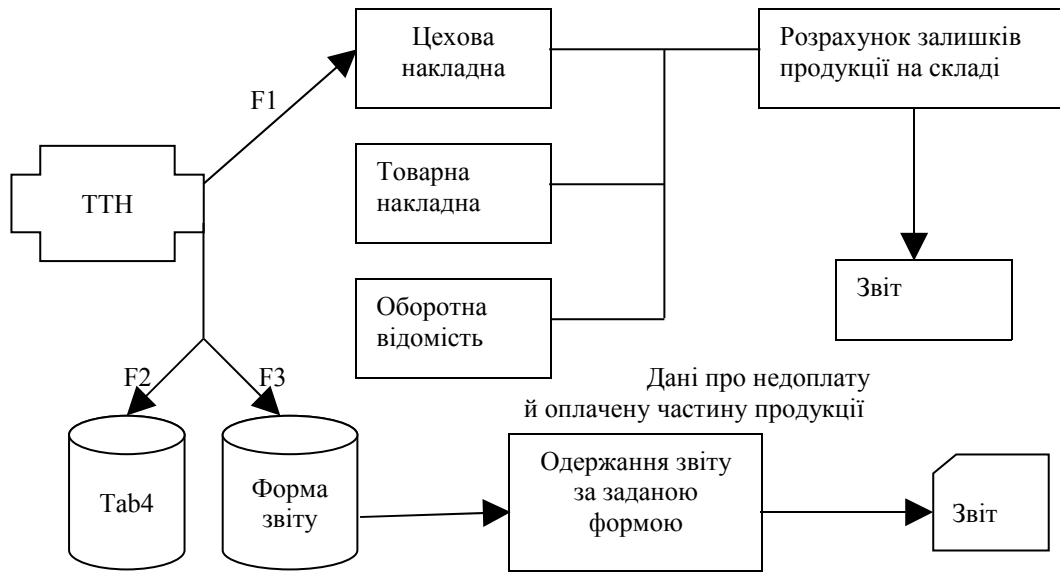 Цехова
накладна
Розрахунок залишків
продукції на складі
F1
ТТН
Товарна
накладна
Оборотна
відомість
Звіт
F2
F3
Дані про недоплату
й оплачену частину продукції
Tab4
Форма
звіту
Одержання звіту
за заданою
формою
Звіт